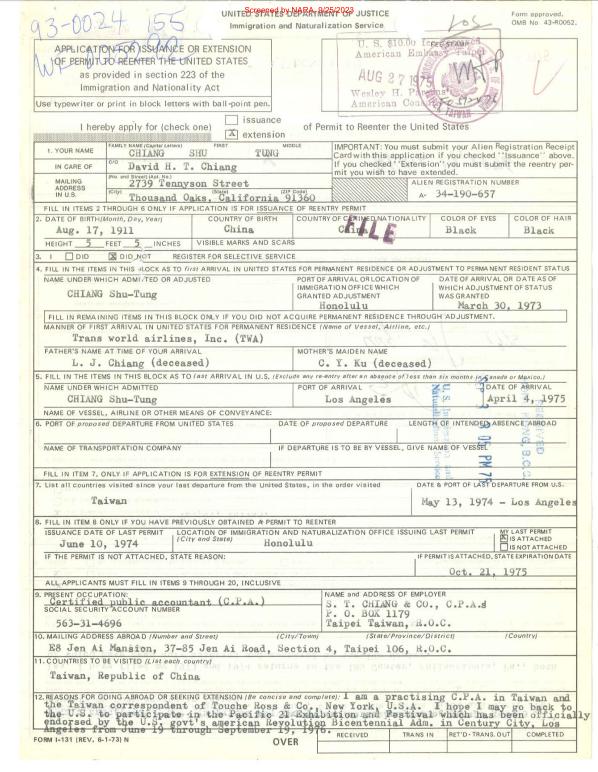 Screened by NARA, 8/25/2023
UNITED STATES DEPARTMENT OF JUSTICE
Immigration and Naturalization Service
Form approved.
OMB No. 43-R0062.
93-0024 155
APPLICATION FOR ISSUANCE OR EXTENSION
OF PERMIT TO REENTER THE UNITED STATES
as provided in section 223 of the
Immigration and Nationality Act
Use typewriter or print in block letters with ball-point pen.
FEE STAMP
U. S. $10.00
American Embassy Taipei
AUG 27 1975
Wesley H.
American
TAIWAN
I hereby apply for (check one)
issuance
X extension
of Permit to Reenter the United States
1. YOUR NAME
FAMILY NAME (Capital Letters) FIRST MIDDLE
CHIANG SHU TUNG
IN CARE OF
C/O
David H. T. Chiang
MAILING ADDRESS IN U.S.
(No. and Street) (Apt. No.)
2739 Tennyson Street
(City) (State) (ZIP Code)
Thousand Oaks, California 91360
IMPORTANT: You must submit your Alien Registration Receipt
Card with this application if you checked "Issuance" above.
If you checked "Extension" you must submit the reentry per-
mit you wish to have extended.
ALIEN REGISTRATION NUMBER
A- 34-190-657
FILL IN ITEMS 2 THROUGH 6 ONLY IF APPLICATION IS FOR ISSUANCE OF REENTRY PERMIT
2. DATE OF BIRTH (Month, Day, Year) COUNTRY OF BIRTH COUNTRY OF CLAIMED NATIONALITY COLOR OF EYES COLOR OF HAIR
Aug. 17, 1911 China China Black Black
FILE
HEIGHT 5 FEET 5 INCHES VISIBLE MARKS AND SCARS
3. I DID X DID NOT REGISTER FOR SELECTIVE SERVICE
4. FILL IN THE ITEMS IN THIS BLOCK AS TO first ARRIVAL IN UNITED STATES FOR PERMANENT RESIDENCE OR ADJUSTMENT TO PERMANENT RESIDENT STATUS
NAME UNDER WHICH ADMITTED OR ADJUSTED
CHIANG Shu-Tung
PORT OF ARRIVAL OR LOCATION OF
IMMIGRATION OFFICE WHICH
GRANTED ADJUSTMENT
Honolulu
DATE OF ARRIVAL OR DATE AS OF
WHICH ADJUSTMENT OF STATUS
WAS GRANTED
March 30, 1973
FILL IN REMAINING ITEMS IN THIS BLOCK ONLY IF YOU DID NOT ACQUIRE PERMANENT RESIDENCE THROUGH ADJUSTMENT.
MANNER OF FIRST ARRIVAL IN UNITED STATES FOR PERMANENT RESIDENCE (Name of Vessel, Airline, etc.)
Trans world airlines, Inc. (TWA)
FATHER'S NAME AT TIME OF YOUR ARRIVAL MOTHER'S MAIDEN NAME
L. J. Chiang (deceased) C. Y. Ku (deceased)
5. FILL IN THE ITEMS IN THIS BLOCK AS TO last ARRIVAL IN U.S. (Exclude any re-entry after an absence of less than six months in Canada or Mexico.)
NAME UNDER WHICH ADMITTED PORT OF ARRIVAL DATE OF ARRIVAL
CHIANG Shu-Tung Los Angeles April 4, 1975
NAME OF VESSEL, AIRLINE OR OTHER MEANS OF CONVEYANCE:
6. PORT OF proposed DEPARTURE FROM UNITED STATES DATE OF proposed DEPARTURE LENGTH OF INTENDED ABSENCE ABROAD
NAME OF TRANSPORTATION COMPANY IF DEPARTURE IS TO BE BY VESSEL, GIVE NAME OF VESSEL
RECEIVED
FILL IN ITEM 7, ONLY IF APPLICATION IS FOR EXTENSION OF REENTRY PERMIT
7. List all countries visited since your last departure from the United States, in the order visited DATE & PORT OF LAST DEPARTURE FROM U.S.
Taiwan May 13, 1974 - Los Angeles
8. FILL IN ITEM 8 ONLY IF YOU HAVE PREVIOUSLY OBTAINED A PERMIT TO REENTER
ISSUANCE DATE OF LAST PERMIT LOCATION OF IMMIGRATION AND NATURALIZATION OFFICE ISSUING LAST PERMIT MY LAST PERMIT
June 10, 1974 (City and State) Honolulu X IS ATTACHED
IS NOT ATTACHED
IF THE PERMIT IS NOT ATTACHED, STATE REASON: IF PERMIT IS ATTACHED, STATE EXPIRATION DATE
Oct. 21, 1975
ALL APPLICANTS MUST FILL IN ITEMS 9 THROUGH 20, INCLUSIVE
9. PRESENT OCCUPATION:
Certified public accountant (C.P.A.)
SOCIAL SECURITY ACCOUNT NUMBER
563-31-4696
NAME and ADDRESS OF EMPLOYER
S. T. CHIANG & CO., C.P.A.s
P. O. BOX 1179
Taipei Taiwan, R.O.C.
10. MAILING ADDRESS ABROAD (Number and Street) (City/Town) (State/Province/District) (Country)
E8 Jen Ai Mansion, 37-85 Jen Ai Road, Section 4, Taipei 106, R.O.C.
11. COUNTRIES TO BE VISITED (List each country)
Taiwan, Republic of China
12. REASONS FOR GOING ABROAD OR SEEKING EXTENSION (Be concise and complete): I am a practising C.P.A. in Taiwan and
the Taiwan correspondent of Touche Ross & Co., New York, U.S.A. I hope I may go back to
the U.S. to participate in the Pacific 21 Exhibition and Festival which has been officially
endorsed by the U.S. govt's american Revolution Bicentennial Adm. in Century City, Los
Angeles from June 19 through September 19, 1976.
FORM I-131 (REV. 6-1-73) N
OVER
RECEIVED TRANS IN RET'D-TRANS. OUT COMPLETED